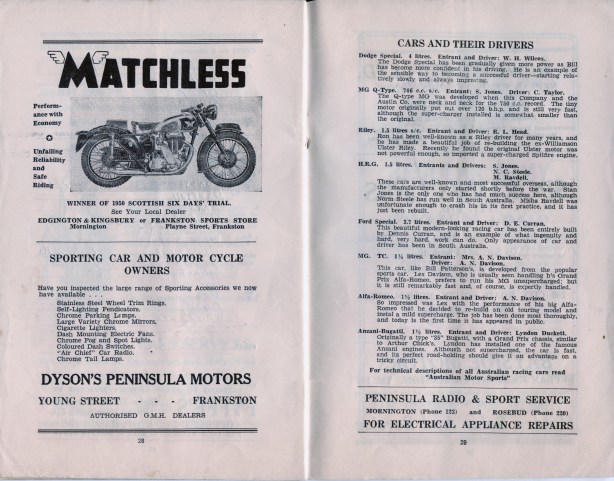 MATCHLESS
Perform-
ance with
Economy
Unfailing
Reliability
and
Safe
Riding
WINNER OF 1950 SCOTTISH SIX DAYS' TRIAL.
See Your Local Dealer
EDGINGTON & KINGSBURY or FRANKSTON SPORTS STORE
Mornington Playne Street, Frankston
SPORTING CAR AND MOTOR CYCLE
OWNERS
Have you inspected the large range of Sporting Accessories we now
have available . . .
Stainless Steel Wheel Trim Rings.
Self-Lighting Fendicators.
Chrome Parking Lamps.
Large Variety Chrome Mirrors.
Cigarette Lighters.
Dash Mounting Electric Fans.
Chrome Fog and Spot Lights.
Coloured Dash Switches.
"Air Chief" Car Radio.
Chrome Tail Lamps.
DYSON'S PENINSULA MOTORS
YOUNG STREET - - - FRANKSTON
AUTHORISED G.M.H. DEALERS
28
CARS AND THEIR DRIVERS
Dodge Special. 4 litres. Entrant and Driver: W. H. Wilcox.
The Dodge Special has been gradually given more power as Bill
has become more confident in his driving. He is an example of
the sensible way to becoming a successful driver—starting rela-
tively slowly and always improving.
MG Q-Type. 746 c.c. s/c. Entrant: S. Jones. Driver: C. Taylor.
The Q-type MG was developed when this Company and the
Austin Co. were neck and neck for the 750 c.c. record. The tiny
motor originally put out over 120 b.h.p. and is still very fast,
although the super-charger installed is somewhat smaller than
the original.
Riley. 1.5 litres s/c. Entrant and Driver: R. L. Head.
Ron has been well-known as a Riley driver for many years, and
he has made a beautiful job of re-building the ex-Williamson
Ulster Riley. Recently he found the original Ulster motor was
not powerful enough, so imported a super-charged Spitfire engine.
H.R.G. 1.5 litres. Entrants and Drivers: S. Jones.
N. C. Steele.
M. Ravdell.
These cars are well-known and most successful overseas, although
the manufacturers only started shortly before the war. Stan
Jones is the only one who has had much success here, although
Norm Steele has run well in South Australia. Misha Ravdell was
unfortunate enough to crash his in its first practice, and it has
just been rebuilt.
Ford Special. 3.7 litres. Entrant and Driver: D. E. Curran.
This beautiful modern-looking racing car has been entirely built
by Dennis Curran, and is an example of what ingenuity and
hard, very hard, work can do. Only appearance of car and
driver has been in South Australia.
MG. TC. 1¼ litres. Entrant: Mrs. A. N. Davison.
Driver: A. N. Davison.
This car, like Bill Patterson's, is developed from the popular
sports car. Lex Davison, who is usually seen handling his Grand
Prix Alfa-Romeo, prefers to run his MG unsupercharged; but
it is still remarkably fast and, of course, is expertly handled.
Alfa-Romeo. 1½ litres. Entrant and Driver: A. N. Davison.
So impressed was Lex with the performance of his big Alfa-
Romeo that he decided to re-build an old touring model and
instal a mild supercharge. The job has been done most thoroughly,
and today is the first time it has appeared in public.
Anzani-Bugatti. 1½ litres. Entrant and Driver: Lyndon Duckett.
Originally a type "35" Bugatti, with a Grand Prix chassis, similar
to Arthur Chick's. Lyndon has installed one of the famous
Anzani engines. Although not supercharged, the car is fast,
and its perfect road-holding should give it an advantage on a
tricky circuit.
For technical descriptions of all Australian racing cars read
"Australian Motor Sports"
PENINSULA RADIO & SPORT SERVICE
MORNINGTON (Phone 222) and ROSEBUD (Phone 220)
FOR ELECTRICAL APPLIANCE REPAIRS
29